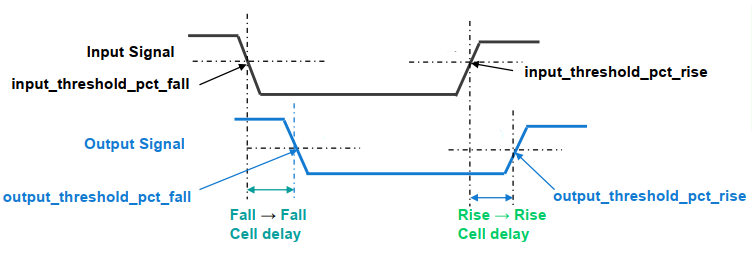 Input Signal
input_threshold_pct_fall
input_threshold_pct_rise
Output Signal
output_threshold_pct_fall
output_threshold_pct_rise
Fall → Fall
Cell delay
Rise → Rise
Cell delay